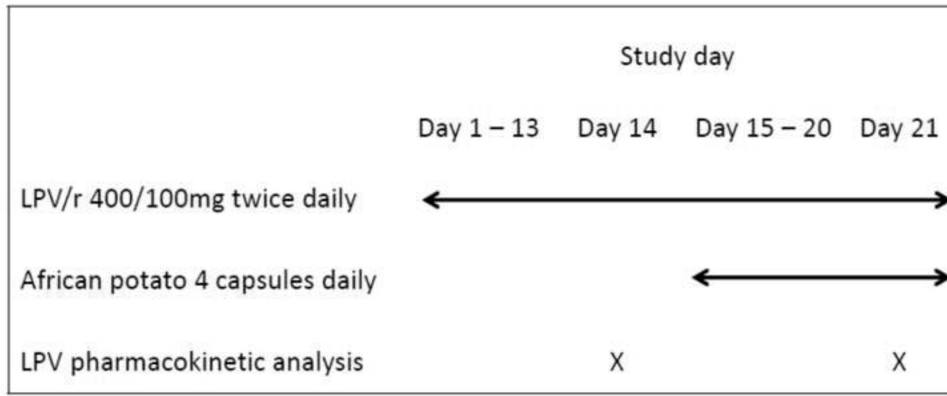 Study day
Day 1 – 13 Day 14 Day 15 – 20 Day 21
LPV/r 400/100mg twice daily
African potato 4 capsules daily
LPV pharmacokinetic analysis X X